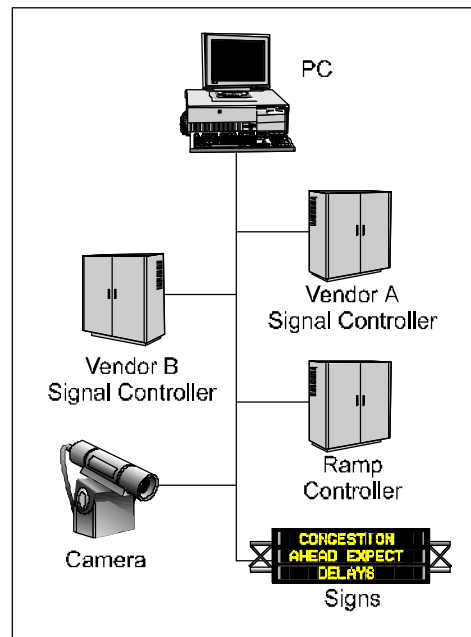 PC
Vendor A
Signal Controller
Vendor B
Signal Controller
Ramp
Controller
Camera
CONGESTION
AHEAD EXPECT
DELAYS
Signs